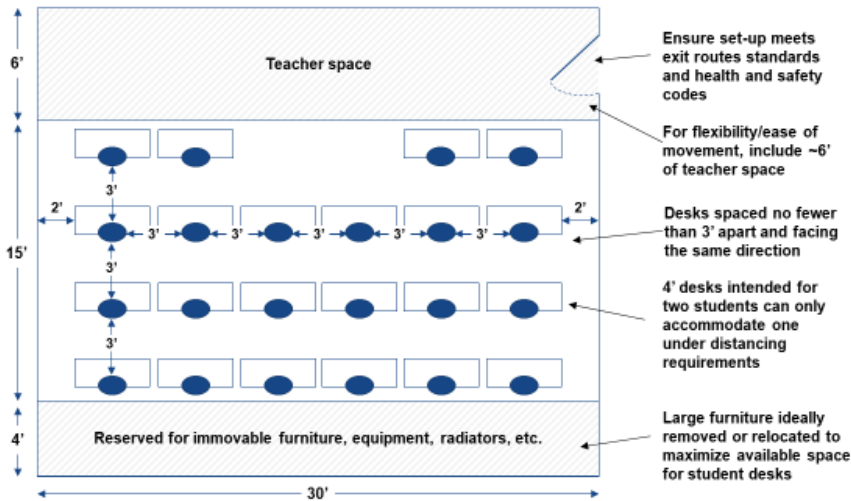 6'
Teacher space
Ensure set-up meets
exit routes standards
and health and safety
codes
For flexibility/ease of
movement, include ~6'
of teacher space
15'
3'
2'
2'
3'
3'
3'
3'
3'
Desks spaced no fewer
than 3' apart and facing
the same direction
3'
4' desks intended for
two students can only
accommodate one
under distancing
requirements
3'
4'
Reserved for immovable furniture, equipment, radiators, etc.
Large furniture ideally
removed or relocated to
maximize available space
for student desks
30'